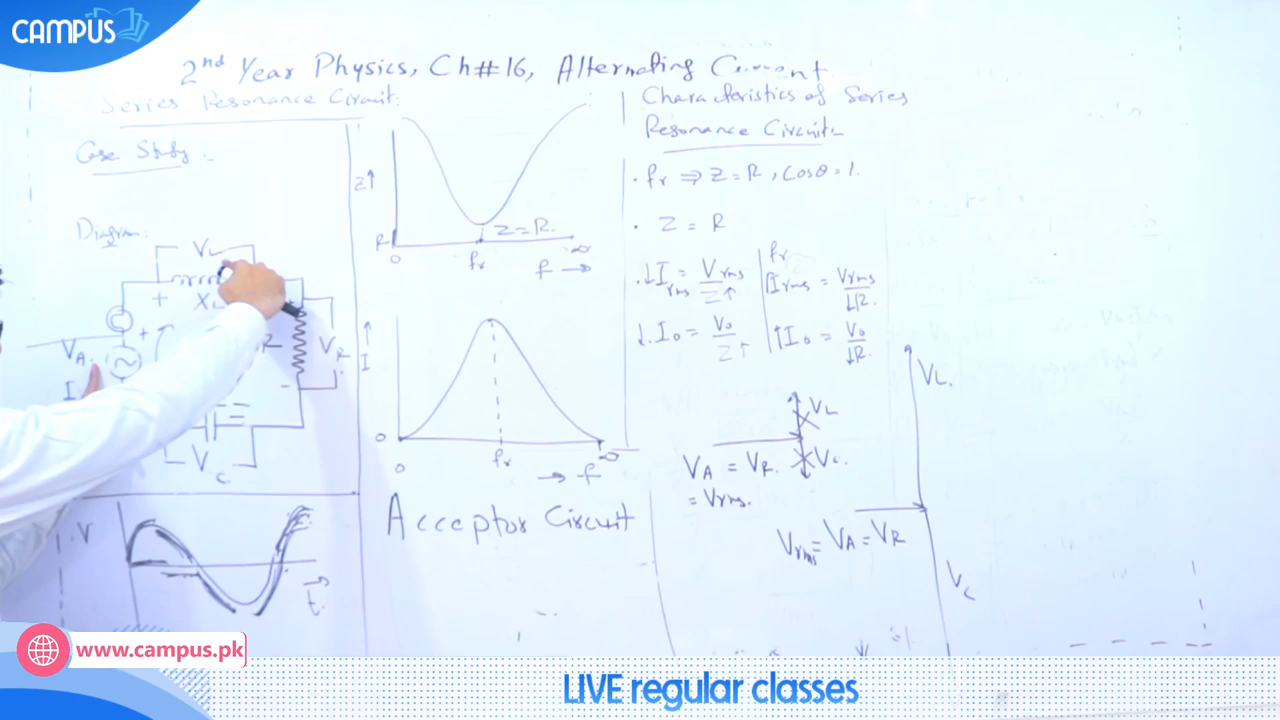 CAMPUS
2nd Year Physics, Ch#16, Alternating Current
Series Resonance Circuit:
Case Study:
Diagram:
VL
+
XL
+
VA
I
R
VR
-
VC
V
t
Z↑
R
0
fr
Z = R.
∞
f →
I
0
0
fr
∞
→ f
Acceptor Circuit
Characteristics of Series
Resonance Circuit
· fr ⇒ Z = R, Cosθ = 1.
· Z = R
· ↓Irms = Vrms/Z↑
fr
↑Irms = Vrms/↓R.
· ↓I0 = V0/Z↑
↑I0 = V0/↓R.
VL
VC.
VA = VR.
= Vrms.
VL.
Vrms = VA = VR
VC
www.campus.pk
LIVE regular classes